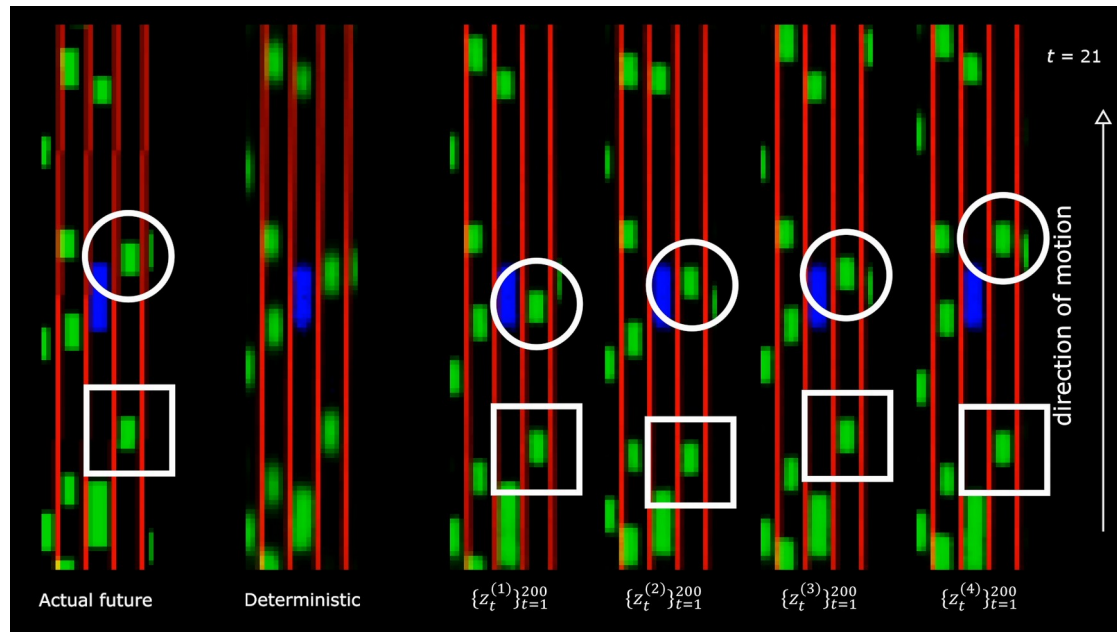 t = 21
direction of motion
Actual future
Deterministic
$\{z_t^{(1)}\}_{t=1}^{200}$
$\{z_t^{(2)}\}_{t=1}^{200}$
$\{z_t^{(3)}\}_{t=1}^{200}$
$\{z_t^{(4)}\}_{t=1}^{200}$